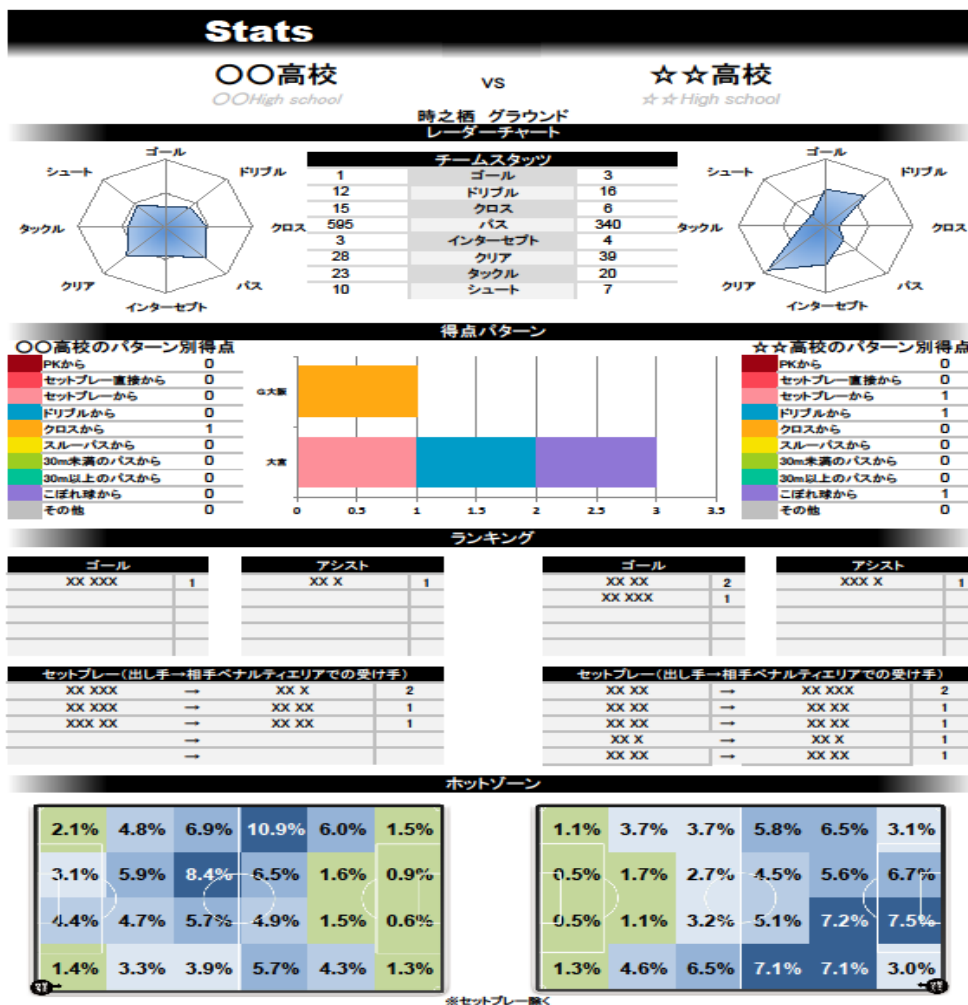 Stats
〇〇高校 VS ☆☆高校
〇〇High school ☆☆High school
時之栖 グラウンド
レーダーチャート
ゴール
ドリブル
クロス
パス
インターセプト
クリア
タックル
シュート
チームスタッツ
1 ゴール 3
12 ドリブル 16
15 クロス 6
595 パス 340
3 インターセプト 4
28 クリア 39
23 タックル 20
10 シュート 7
ゴール
ドリブル
クロス
パス
インターセプト
クリア
タックル
シュート
得点パターン
〇〇高校のパターン別得点
PKから 0
セットプレー直接から 0
セットプレーから 0
ドリブルから 0
クロスから 1
スルーパスから 0
30m未満のパスから 0
30m以上のパスから 0
こぼれ球から 0
その他 0
G大阪
大宮
0 0.5 1 1.5 2 2.5 3 3.5
☆☆高校のパターン別得点
PKから 0
セットプレー直接から 0
セットプレーから 1
ドリブルから 1
クロスから 0
スルーパスから 0
30m未満のパスから 0
30m以上のパスから 0
こぼれ球から 1
その他 0
ランキング
ゴール
XX XXX 1
アシスト
XX X 1
ゴール
XX XX 2
XX XXX 1
アシスト
XXX X 1
セットプレー(出し手→相手ペナルティエリアでの受け手)
XX XXX → XX X 2
XX XXX → XX XX 1
XXX XX → XX XX 1
→
→
セットプレー(出し手→相手ペナルティエリアでの受け手)
XX XX → XX XXX 2
XX XX → XX XX 1
XX XX → XX XX 1
XX X → XX X 1
XX XX → XX XX 1
ホットゾーン
2.1% 4.8% 6.9% 10.9% 6.0% 1.5%
3.1% 5.9% 8.4% 6.5% 1.6% 0.9%
4.4% 4.7% 5.7% 4.9% 1.5% 0.6%
1.4% 3.3% 3.9% 5.7% 4.3% 1.3%
1.1% 3.7% 3.7% 5.8% 6.5% 3.1%
0.5% 1.7% 2.7% 4.5% 5.6% 6.7%
0.5% 1.1% 3.2% 5.1% 7.2% 7.5%
1.3% 4.6% 6.5% 7.1% 7.1% 3.0%
※セットプレー除く